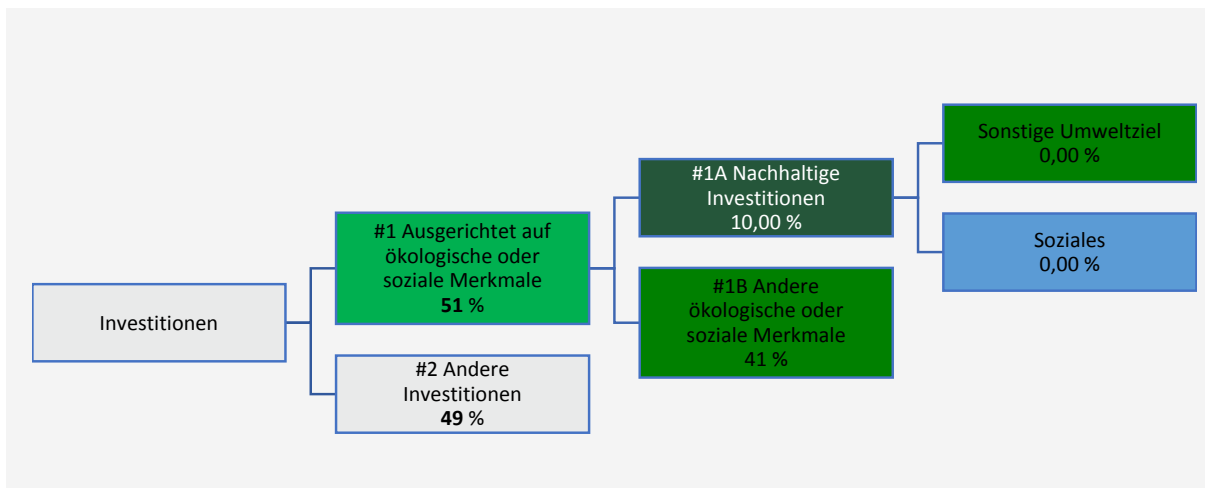 Investitionen
#1 Ausgerichtet auf
ökologische oder
soziale Merkmale
51 %
#2 Andere
Investitionen
49 %
#1A Nachhaltige
Investitionen
10,00 %
#1B Andere
ökologische oder
soziale Merkmale
41 %
Sonstige Umweltziel
0,00 %
Soziales
0,00 %